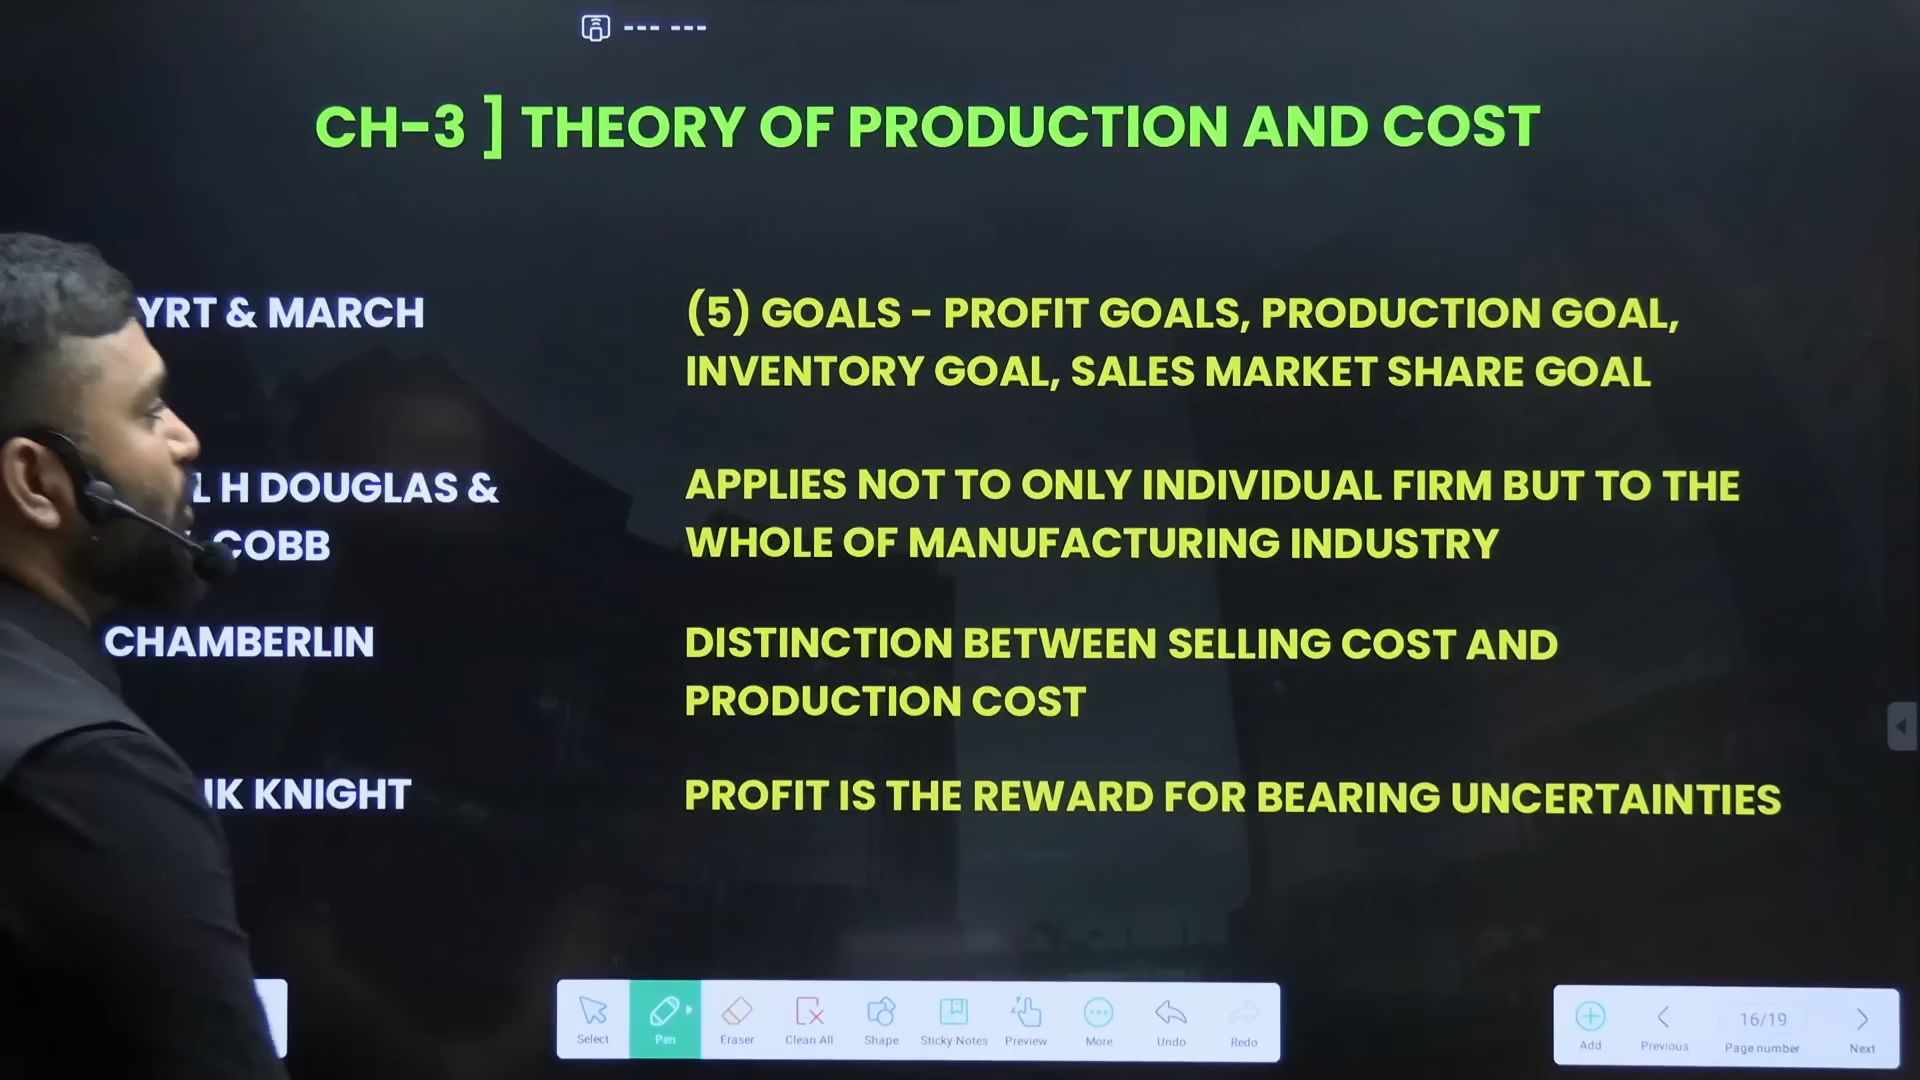 --- ---
CH-3 ] THEORY OF PRODUCTION AND COST
YRT & MARCH
(5) GOALS - PROFIT GOALS, PRODUCTION GOAL,
INVENTORY GOAL, SALES MARKET SHARE GOAL
L H DOUGLAS &
COBB
APPLIES NOT TO ONLY INDIVIDUAL FIRM BUT TO THE
WHOLE OF MANUFACTURING INDUSTRY
CHAMBERLIN
DISTINCTION BETWEEN SELLING COST AND
PRODUCTION COST
IK KNIGHT
PROFIT IS THE REWARD FOR BEARING UNCERTAINTIES
Select Pen Eraser Clean All Shape Sticky Notes Preview More Undo Redo
16/19
Add Previous Page number Next